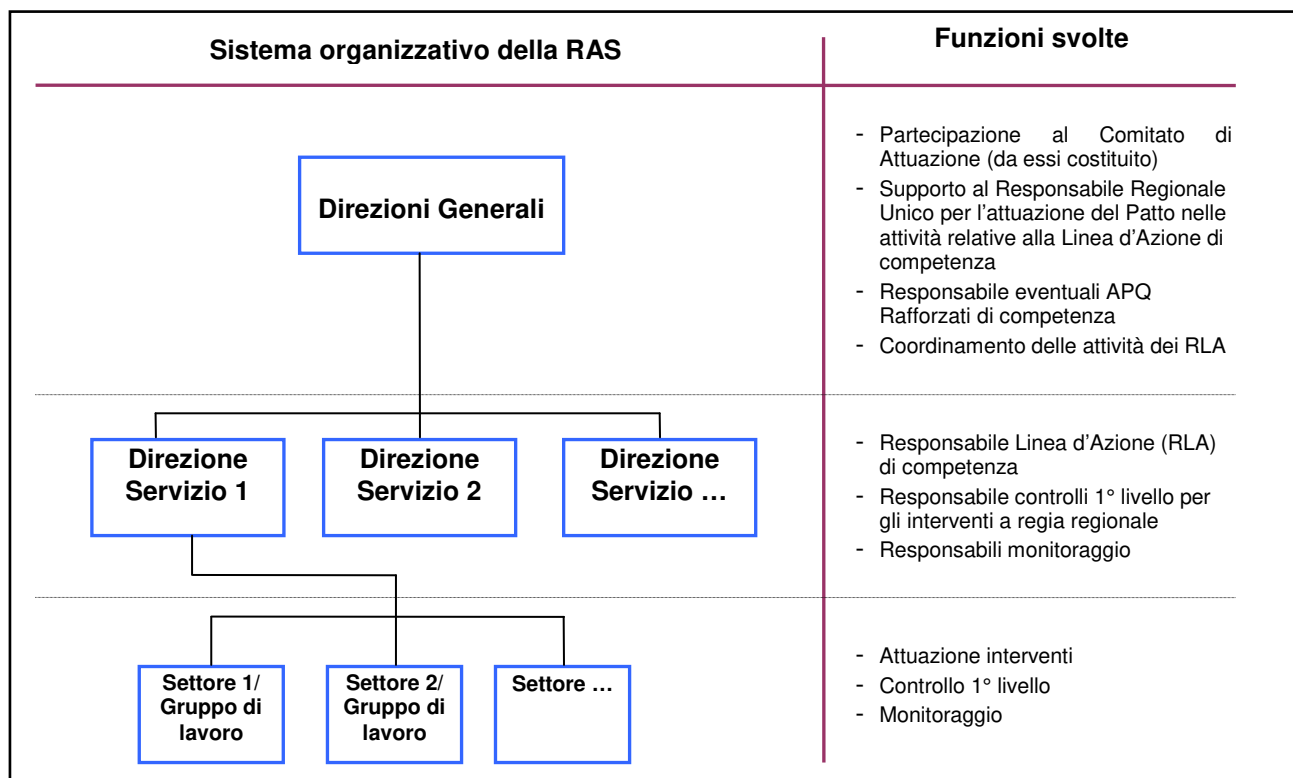 Sistema organizzativo della RAS
Funzioni svolte
Direzioni Generali
- Partecipazione al Comitato di
Attuazione (da essi costituito)
- Supporto al Responsabile Regionale
Unico per l'attuazione del Patto nelle
attività relative alla Linea d'Azione di
competenza
- Responsabile eventuali APQ
Rafforzati di competenza
- Coordinamento delle attività dei RLA
Direzione
Servizio 1
Direzione
Servizio 2
Direzione
Servizio …
- Responsabile Linea d'Azione (RLA)
di competenza
- Responsabile controlli 1° livello per
gli interventi a regia regionale
- Responsabili monitoraggio
Settore 1/
Gruppo di
lavoro
Settore 2/
Gruppo di
lavoro
Settore …
- Attuazione interventi
- Controllo 1° livello
- Monitoraggio